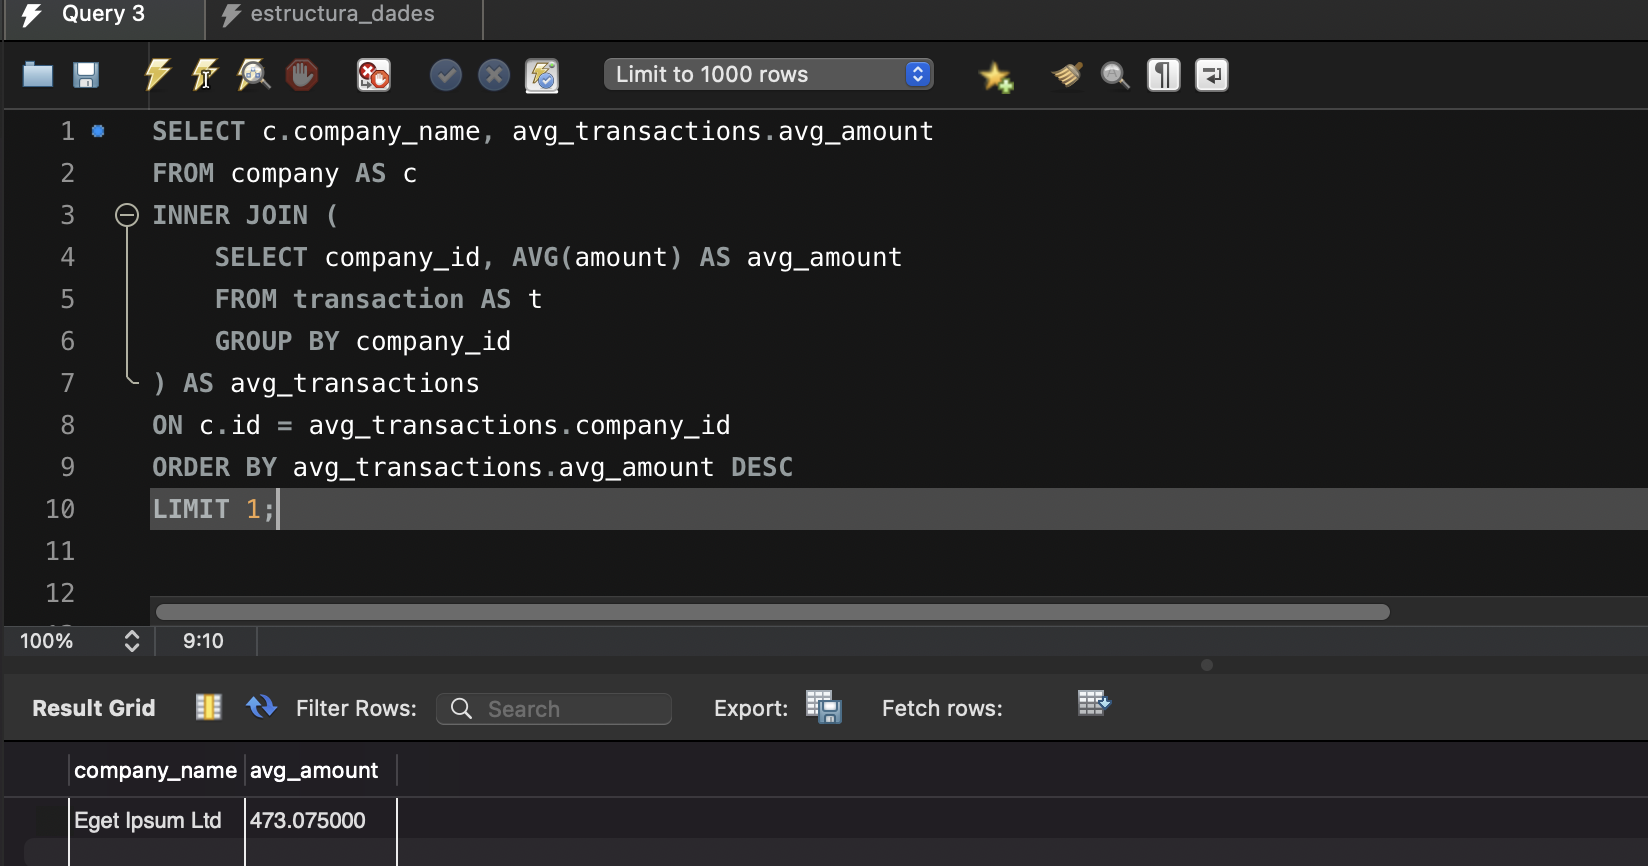 Query 3
estructura_dades
Limit to 1000 rows
1 SELECT c.company_name, avg_transactions.avg_amount
2 FROM company AS c
3 INNER JOIN (
4 SELECT company_id, AVG(amount) AS avg_amount
5 FROM transaction AS t
6 GROUP BY company_id
7 ) AS avg_transactions
8 ON c.id = avg_transactions.company_id
9 ORDER BY avg_transactions.avg_amount DESC
10 LIMIT 1;
11
12
100% 9:10
Result Grid Filter Rows: Search Export: Fetch rows:
company_name avg_amount
Eget Ipsum Ltd 473.075000